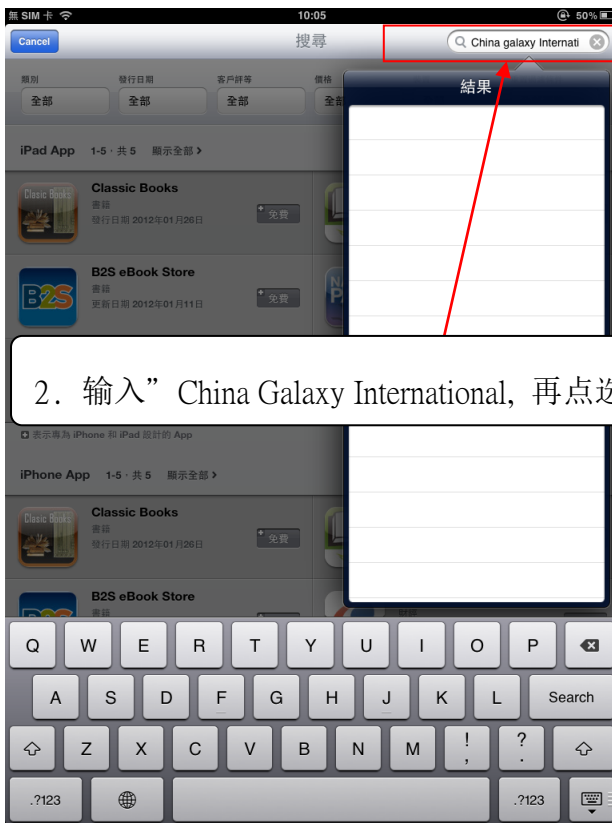 無 SIM 卡 10:05 50%
Cancel 搜尋 China galaxy Internati
類別 發行日期 客戶評等 價格
全部 全部 全部 全部
結果
iPad App 1-5，共 5 顯示全部 >
Classic Books
書籍
發行日期 2012年01月26日
免費
B2S eBook Store
書籍
更新日期 2012年01月11日
免費
2. 输入” China Galaxy International, 再点选
表示專為 iPhone 和 iPad 設計的 App
iPhone App 1-5，共 5 顯示全部 >
Classic Books
書籍
發行日期 2012年01月26日
免費
B2S eBook Store
書籍
Q W E R T Y U I O P
A S D F G H J K L Search
Z X C V B N M ! , ? .
.?123 .?123